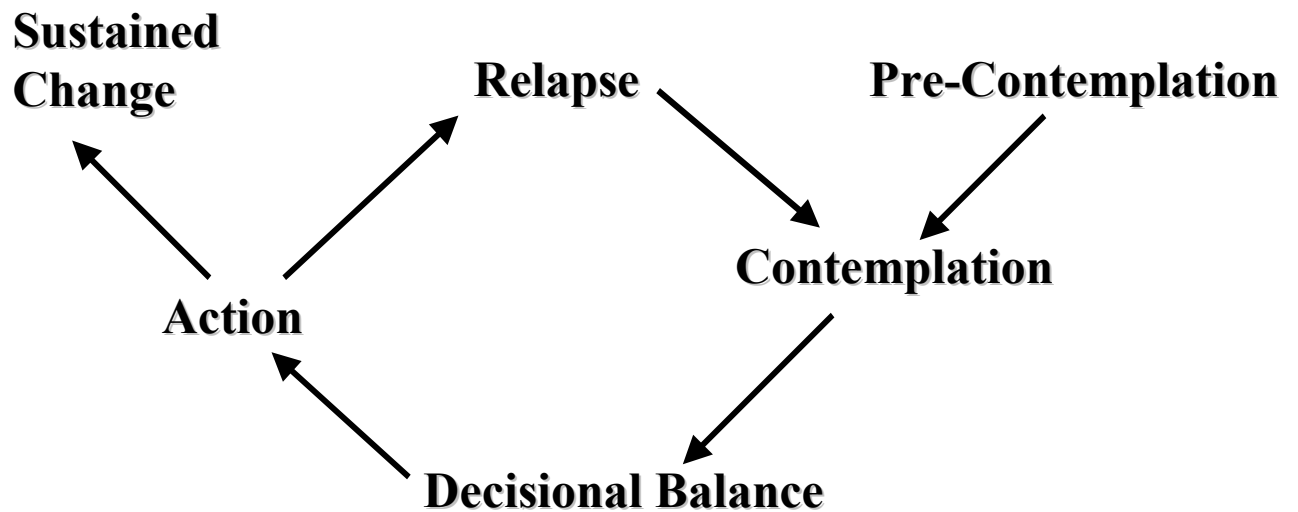 Sustained
Change
Relapse
Pre-Contemplation
Contemplation
Action
Decisional Balance